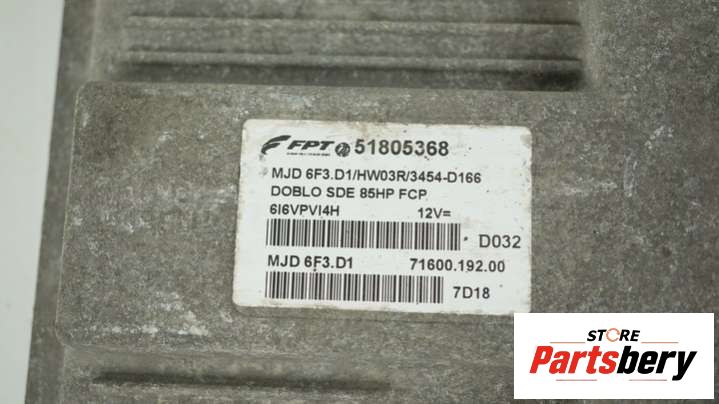 FPT 51805368
MJD 6F3.D1/HW03R/3454-D166
DOBLO SDE 85HP FCP
6I6VPVI4H 12V=
D032
MJD 6F3.D1 71600.192.00
7D18
STORE
Partsbery